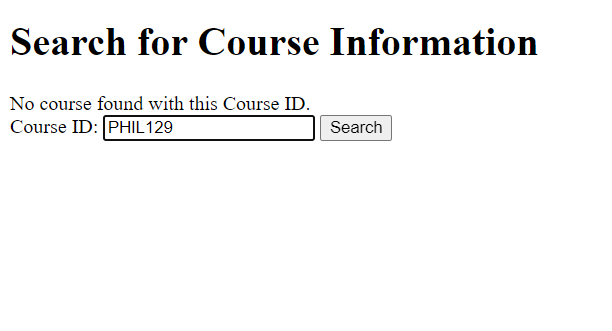 Search for Course Information
No course found with this Course ID.
Course ID: PHIL129 Search